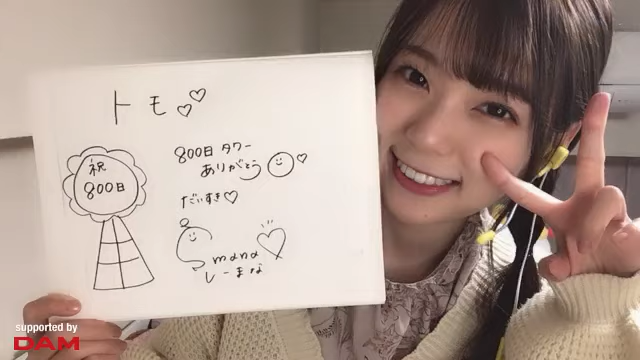 トモ♡♡
祝
800日
800日 タワー
ありがとう
だいすき♡
mana
しーまな
supported by
DAM